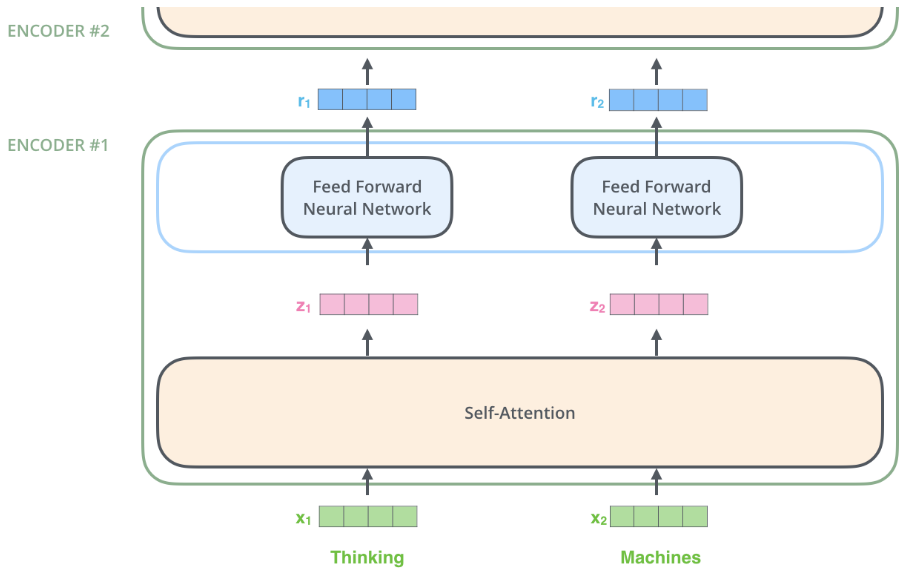 ENCODER #2
r₁
r₂
ENCODER #1
Feed Forward
Neural Network
Feed Forward
Neural Network
z₁
z₂
Self-Attention
x₁
x₂
Thinking
Machines